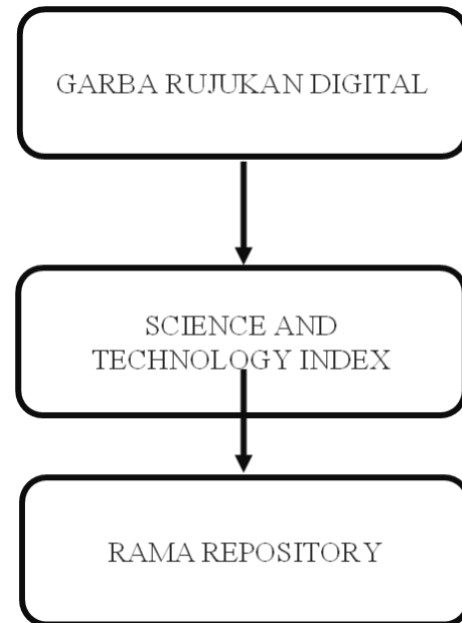 GARBA RUJUKAN DIGITAL
SCIENCE AND
TECHNOLOGY INDEX
RAMA REPOSITORY